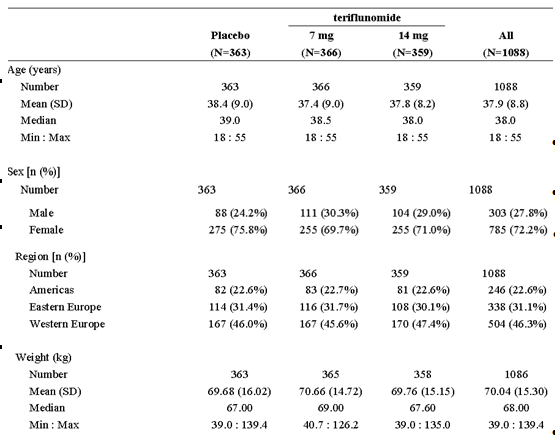 teriflunomide
Placebo 7 mg 14 mg All
(N=363) (N=366) (N=359) (N=1088)
Age (years)
Number 363 366 359 1088
Mean (SD) 38.4 (9.0) 37.4 (9.0) 37.8 (8.2) 37.9 (8.8)
Median 39.0 38.5 38.0 38.0
Min : Max 18 : 55 18 : 55 18 : 55 18 : 55
Sex [n (%)]
Number 363 366 359 1088
Male 88 (24.2%) 111 (30.3%) 104 (29.0%) 303 (27.8%)
Female 275 (75.8%) 255 (69.7%) 255 (71.0%) 785 (72.2%)
Region [n (%)]
Number 363 366 359 1088
Americas 82 (22.6%) 83 (22.7%) 81 (22.6%) 246 (22.6%)
Eastern Europe 114 (31.4%) 116 (31.7%) 108 (30.1%) 338 (31.1%)
Western Europe 167 (46.0%) 167 (45.6%) 170 (47.4%) 504 (46.3%)
Weight (kg)
Number 363 365 358 1086
Mean (SD) 69.68 (16.02) 70.66 (14.72) 69.76 (15.15) 70.04 (15.30)
Median 67.00 69.00 67.60 68.00
Min : Max 39.0 : 139.4 40.7 : 126.2 39.0 : 135.0 39.0 : 139.4